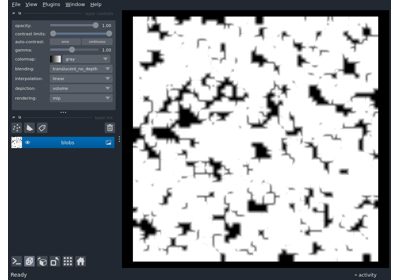 File View Plugins Window Help
opacity: 1.00
contrast limits:
auto-contrast: once continuous
gamma: 1.00
colormap: gray
blending: translucent_no_depth
interpolation: linear
depiction: volume
rendering: mip
blobs
Ready
activity